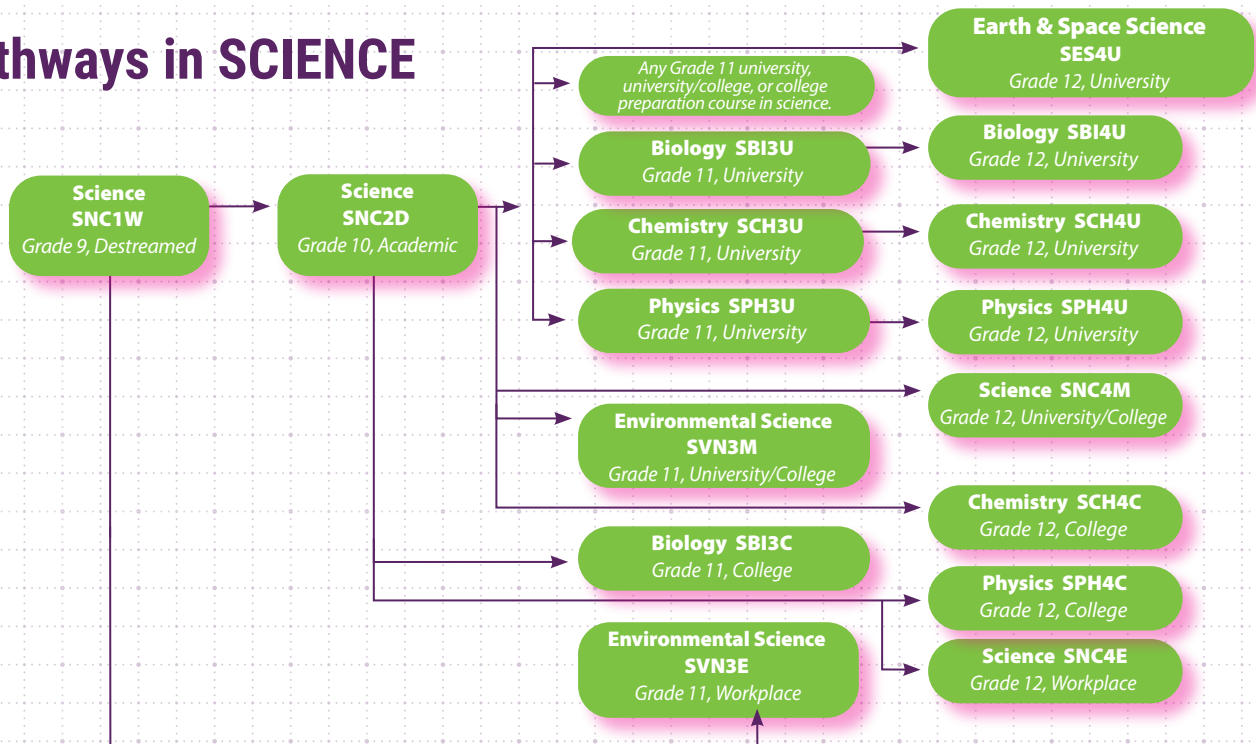 thways in SCIENCE
Earth & Space Science
SES4U
Grade 12, University
Any Grade 11 university,
university/college, or college
preparation course in science.
Biology SBI3U
Grade 11, University
Biology SBI4U
Grade 12, University
Science
SNC1W
Grade 9, Destreamed
Science
SNC2D
Grade 10, Academic
Chemistry SCH3U
Grade 11, University
Chemistry SCH4U
Grade 12, University
Physics SPH3U
Grade 11, University
Physics SPH4U
Grade 12, University
Science SNC4M
Grade 12, University/College
Environmental Science
SVN3M
Grade 11, University/College
Chemistry SCH4C
Grade 12, College
Biology SBI3C
Grade 11, College
Physics SPH4C
Grade 12, College
Environmental Science
SVN3E
Grade 11, Workplace
Science SNC4E
Grade 12, Workplace